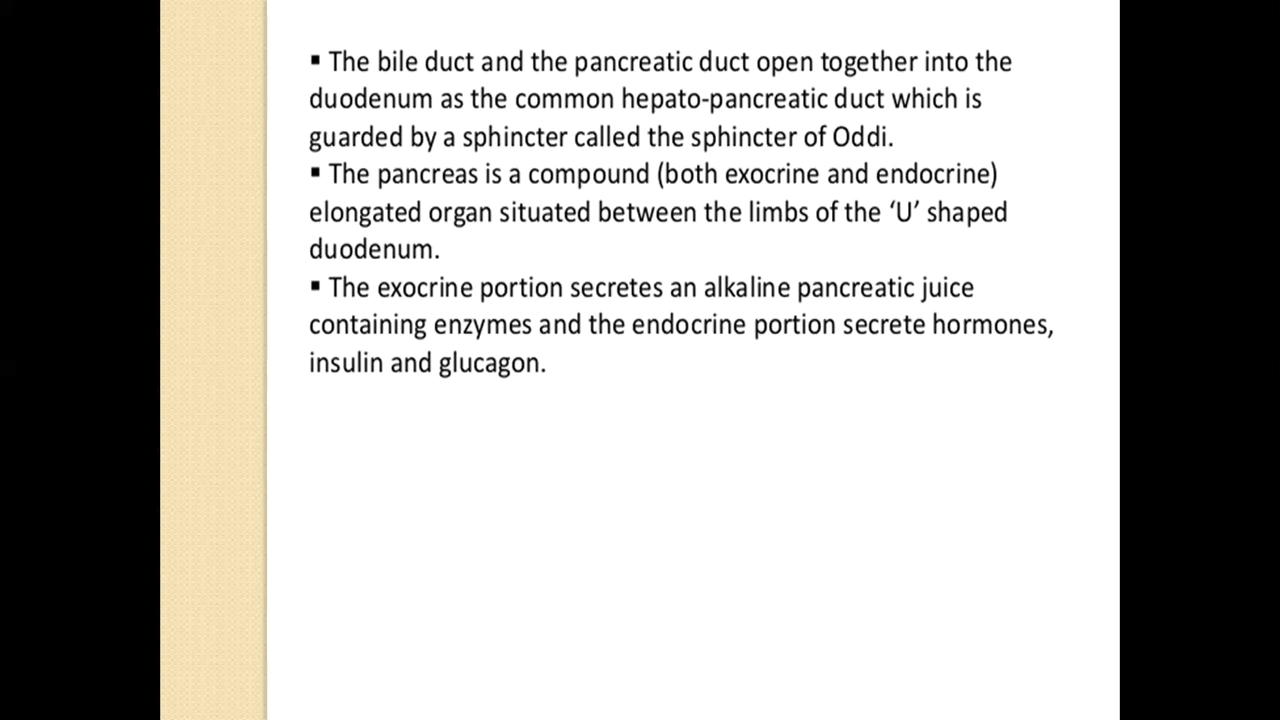 ▪ The bile duct and the pancreatic duct open together into the
duodenum as the common hepato-pancreatic duct which is
guarded by a sphincter called the sphincter of Oddi.
▪ The pancreas is a compound (both exocrine and endocrine)
elongated organ situated between the limbs of the ‘U’ shaped
duodenum.
▪ The exocrine portion secretes an alkaline pancreatic juice
containing enzymes and the endocrine portion secrete hormones,
insulin and glucagon.